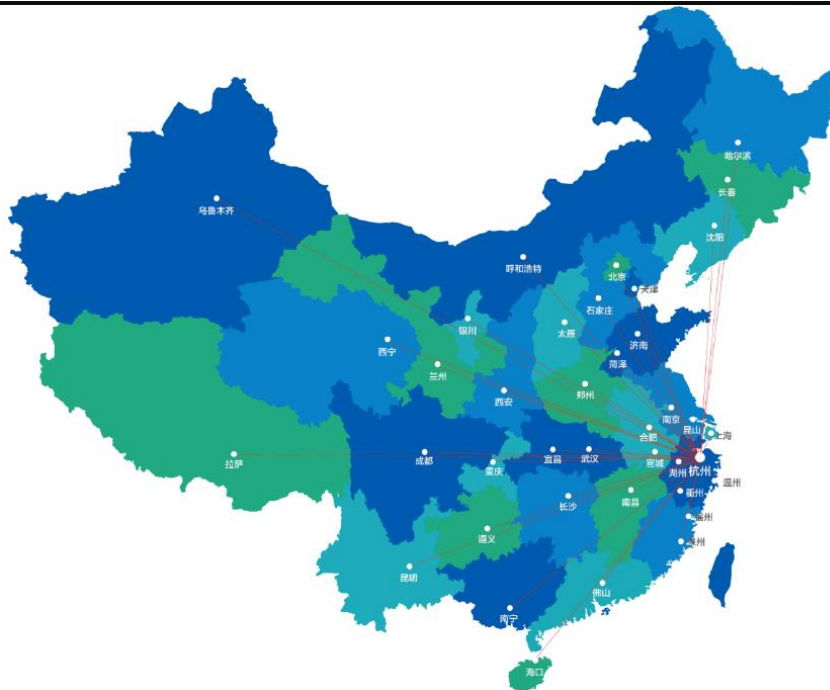 哈尔滨
长春
乌鲁木齐
沈阳
呼和浩特
北京
天津
石家庄
银川
太原
济南
西宁
菏泽
兰州
西安
郑州
南京
昆山
合肥
上海
拉萨
成都
宜昌
武汉
宣城
重庆
湖州
杭州
温州
衢州
长沙
南昌
福州
遵义
泉州
昆明
佛山
南宁
海口